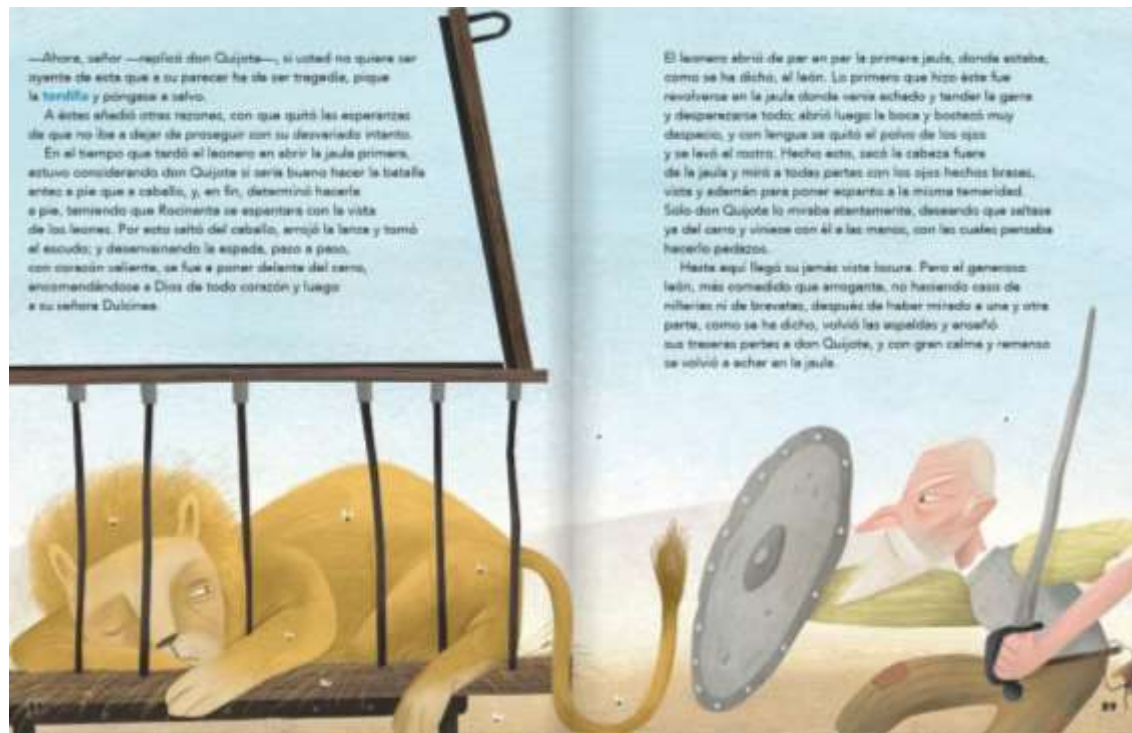 —Ahora, señor —replicó don Quijote—, si usted no quiere ser
oyente de esta que a su parecer ha de ser tragedia, pique
la tordilla y póngase a salvo.
A éstas añadió otras razones, con que quitó las esperanzas
de que no iba a dejar de proseguir con su desvariado intento.
En el tiempo que tardó el leonero en abrir la jaula primera,
estuvo considerando don Quijote si sería bueno hacer la batalla
antes a pie que a caballo, y, en fin, determinó hacerla
a pie, temiendo que Rocinante se espantara con la vista
de los leones. Por esto saltó del caballo, arrojó la lanza y tomó
el escudo; y desenvainando la espada, paso a paso,
con corazón valiente, se fue a poner delante del carro,
encomendándose a Dios de todo corazón y luego
a su señora Dulcinea.
El leonero abrió de par en par la primera jaula, donde estaba,
como se ha dicho, el león. Lo primero que hizo éste fue
revolverse en la jaula donde venía echado y tender la garra
y desperezarse todo; abrió luego la boca y bostezó muy
despacio, y con lengua se quitó el polvo de los ojos
y se lavó el rostro. Hecho esto, sacó la cabeza fuera
de la jaula y miró a todas partes con los ojos hechos brasas,
vista y ademán para poner espanto a la misma temeridad.
Sólo don Quijote lo miraba atentamente, deseando que saltase
ya del carro y viniese con él a las manos, con las cuales pensaba
hacerlo pedazos.
Hasta aquí llegó su jamás vista locura. Pero el generoso
león, más comedido que arrogante, no haciendo caso de
niñerías ni de bravatas, después de haber mirado a una y otra
parte, como se ha dicho, volvió las espaldas y enseñó
sus traseras partes a don Quijote, y con gran calma y remanso
se volvió a echar en la jaula.
89